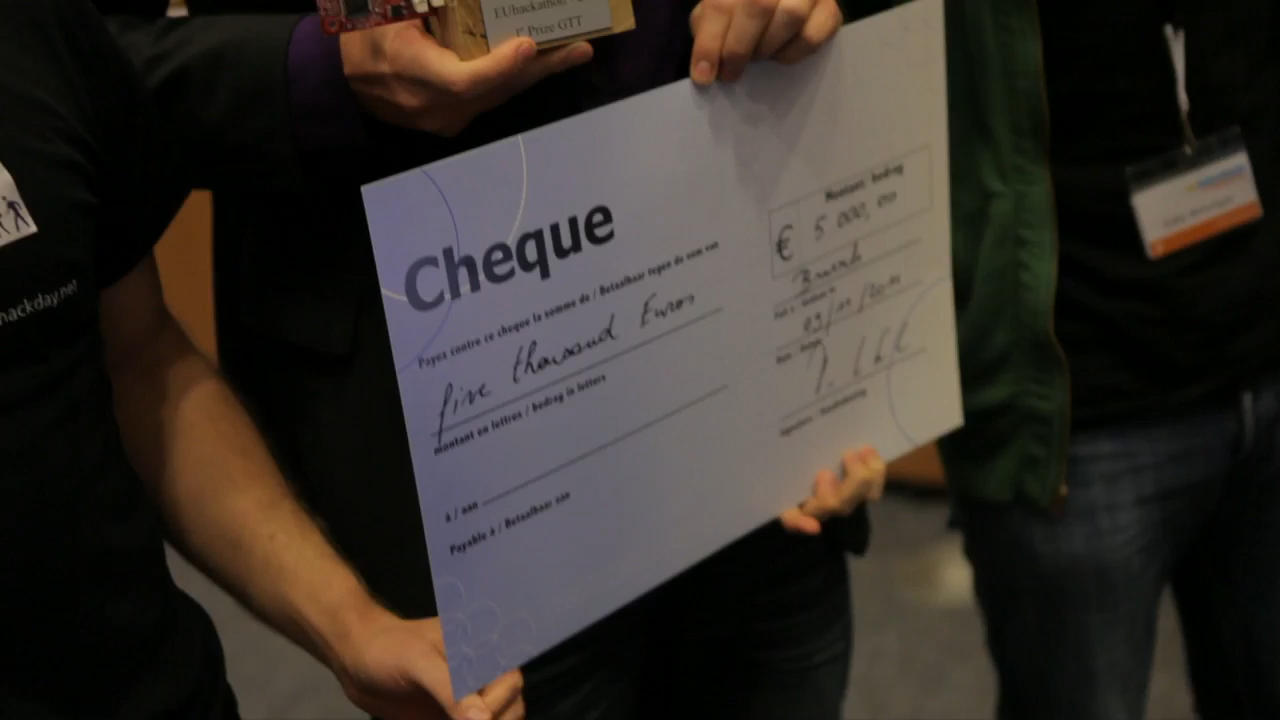 EUhackathon
1st Prize GTT
hackday.net
Cheque
Payez contre ce cheque la somme de / Betaalbaar tegen de som van
five thousand Euros
montant en lettres / bedrag in letters
à / aan
Payable à / Betaalbaar aan
Montant: bedrag
€ 5 000,00